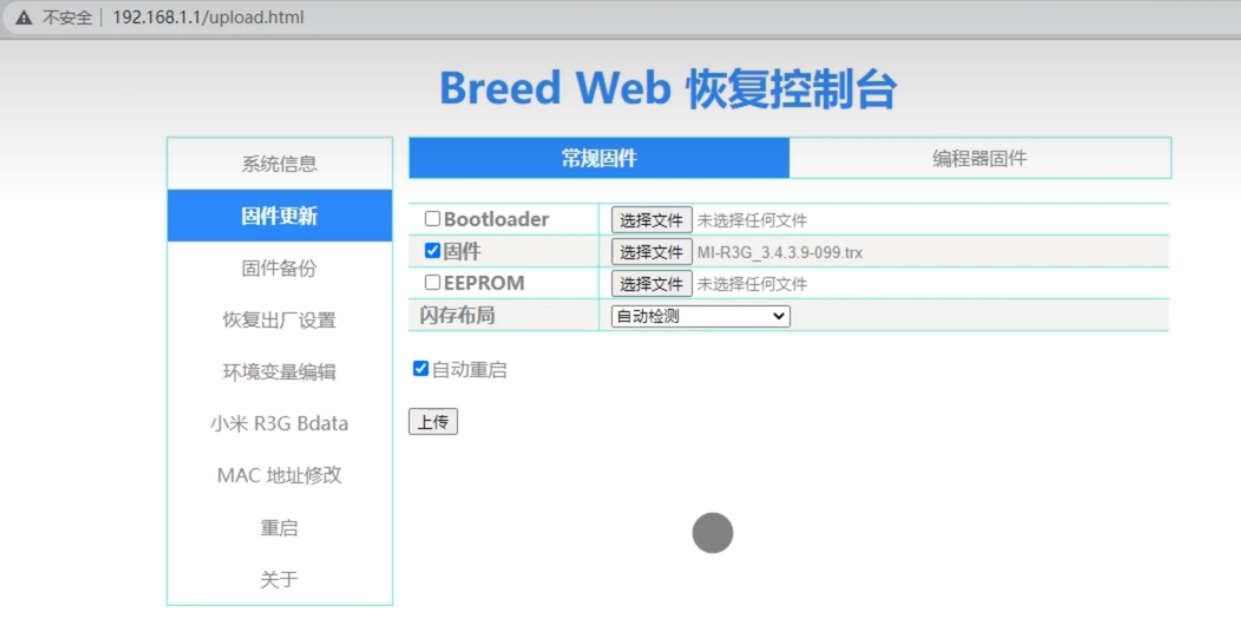 不安全 192.168.1.1/upload.html
Breed Web 恢复控制台
系统信息
固件更新
固件备份
恢复出厂设置
环境变量编辑
小米 R3G Bdata
MAC 地址修改
重启
关于
常规固件 编程器固件
Bootloader 选择文件 未选择任何文件
固件 选择文件 MI-R3G_3.4.3.9-099.trx
EEPROM 选择文件 未选择任何文件
闪存布局 自动检测
自动重启
上传